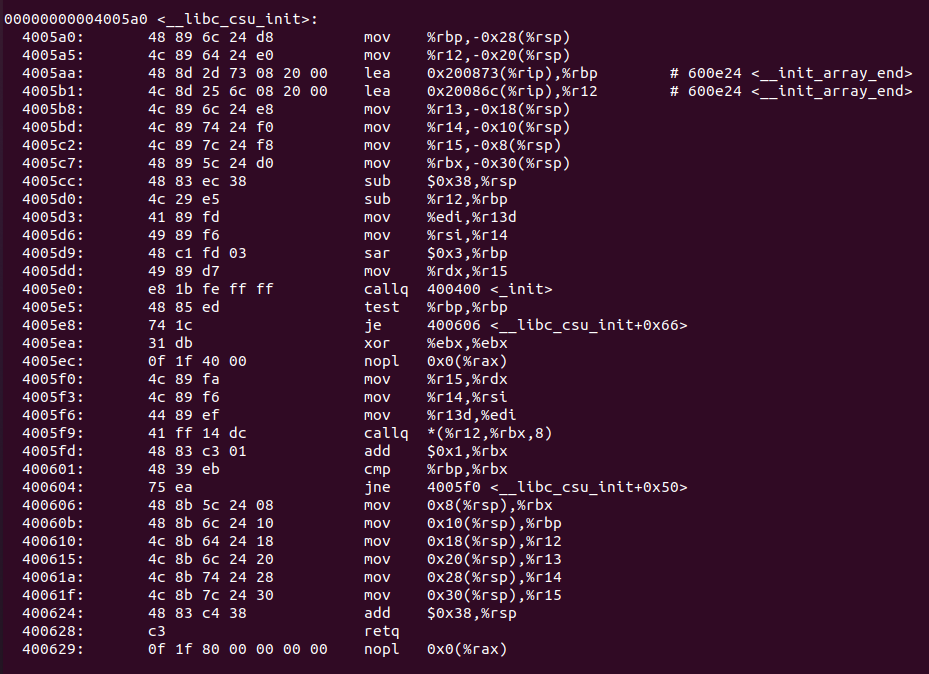 00000000004005a0 <__libc_csu_init>:
  4005a0:	48 89 6c 24 d8	mov    %rbp,-0x28(%rsp)
  4005a5:	4c 89 64 24 e0	mov    %r12,-0x20(%rsp)
  4005aa:	48 8d 2d 73 08 20 00	lea    0x200873(%rip),%rbp        # 600e24 <__init_array_end>
  4005b1:	4c 8d 25 6c 08 20 00	lea    0x20086c(%rip),%r12        # 600e24 <__init_array_end>
  4005b8:	4c 89 6c 24 e8	mov    %r13,-0x18(%rsp)
  4005bd:	4c 89 74 24 f0	mov    %r14,-0x10(%rsp)
  4005c2:	4c 89 7c 24 f8	mov    %r15,-0x8(%rsp)
  4005c7:	48 89 5c 24 d0	mov    %rbx,-0x30(%rsp)
  4005cc:	48 83 ec 38	sub    $0x38,%rsp
  4005d0:	4c 29 e5	sub    %r12,%rbp
  4005d3:	41 89 fd	mov    %edi,%r13d
  4005d6:	49 89 f6	mov    %rsi,%r14
  4005d9:	48 c1 fd 03	sar    $0x3,%rbp
  4005dd:	49 89 d7	mov    %rdx,%r15
  4005e0:	e8 1b fe ff ff	callq  400400 <_init>
  4005e5:	48 85 ed	test   %rbp,%rbp
  4005e8:	74 1c	je     400606 <__libc_csu_init+0x66>
  4005ea:	31 db	xor    %ebx,%ebx
  4005ec:	0f 1f 40 00	nopl   0x0(%rax)
  4005f0:	4c 89 fa	mov    %r15,%rdx
  4005f3:	4c 89 f6	mov    %r14,%rsi
  4005f6:	44 89 ef	mov    %r13d,%edi
  4005f9:	41 ff 14 dc	callq  *(%r12,%rbx,8)
  4005fd:	48 83 c3 01	add    $0x1,%rbx
  400601:	48 39 eb	cmp    %rbp,%rbx
  400604:	75 ea	jne    4005f0 <__libc_csu_init+0x50>
  400606:	48 8b 5c 24 08	mov    0x8(%rsp),%rbx
  40060b:	48 8b 6c 24 10	mov    0x10(%rsp),%rbp
  400610:	4c 8b 64 24 18	mov    0x18(%rsp),%r12
  400615:	4c 8b 6c 24 20	mov    0x20(%rsp),%r13
  40061a:	4c 8b 74 24 28	mov    0x28(%rsp),%r14
  40061f:	4c 8b 7c 24 30	mov    0x30(%rsp),%r15
  400624:	48 83 c4 38	add    $0x38,%rsp
  400628:	c3	retq
  400629:	0f 1f 80 00 00 00 00	nopl   0x0(%rax)